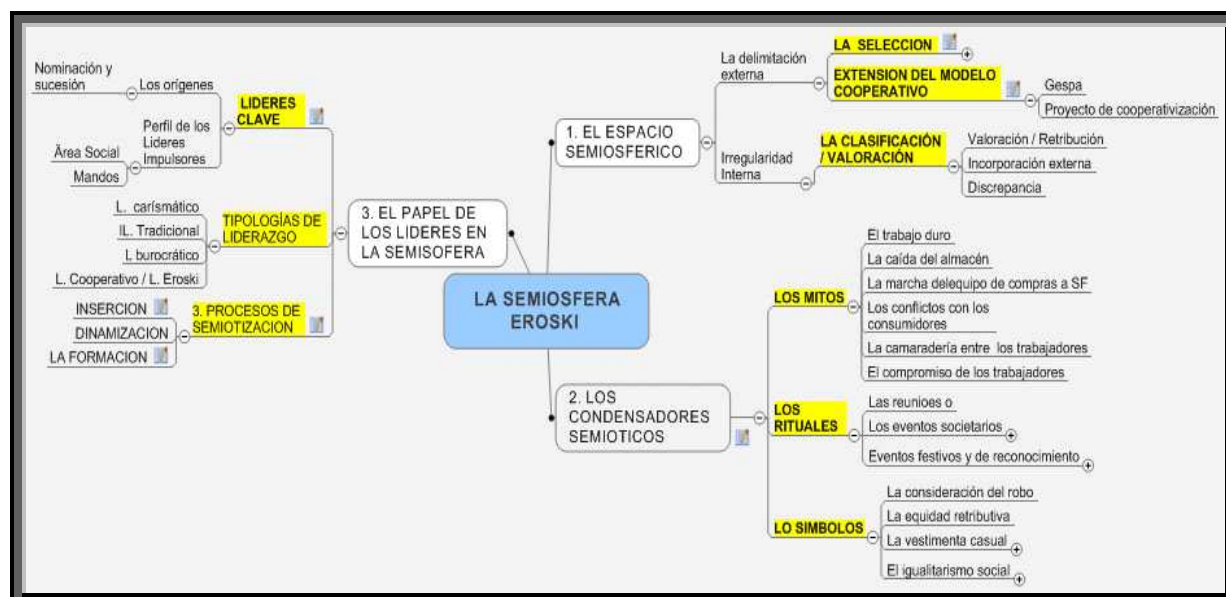 LA SEMIOSFERA
EROSKI
1. EL ESPACIO
SEMIOSFERICO
La delimitación
externa
LA SELECCION
EXTENSION DEL MODELO
COOPERATIVO
Gespa
Proyecto de cooperativización
Irregularidad
Interna
LA CLASIFICACIÓN
/ VALORACIÓN
Valoración / Retribución
Incorporación externa
Discrepancia
2. LOS
CONDENSADORES
SEMIOTICOS
LOS MITOS
El trabajo duro
La caída del almacén
La marcha delequipo de compras a SF
Los conflictos con los
consumidores
La camaradería entre los trabajadores
El compromiso de los trabajadores
LOS
RITUALES
Las reunioes o
Los eventos societarios
Eventos festivos y de reconocimiento
LO SIMBOLOS
La consideración del robo
La equidad retributiva
La vestimenta casual
El igualitarismo social
3. EL PAPEL DE
LOS LIDERES EN
LA SEMISOFERA
LIDERES
CLAVE
Los orígenes
Nominación y
sucesión
Perfil de los
Lideres
Impulsores
Ärea Social
Mandos
TIPOLOGÍAS DE
LIDERAZGO
L. carísmático
IL. Tradicional
L burocrático
L. Cooperativo / L. Eroski
3. PROCESOS DE
SEMIOTIZACION
INSERCION
DINAMIZACION
LA FORMACION